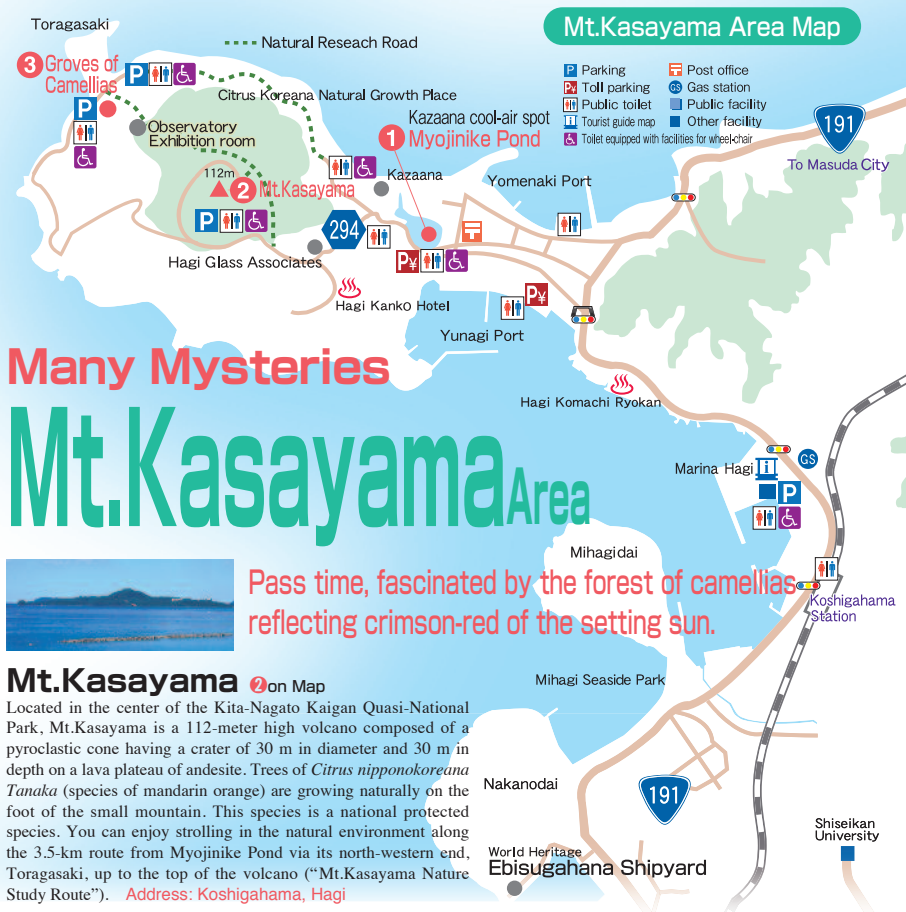 Toragasaki
Natural Reseach Road
Mt.Kasayama Area Map
3 Groves of
Camellias
P
P
Citrus Koreana Natural Growth Place
Kazaana cool-air spot
1 Myojinike Pond
P Parking
P¥ Toll parking
Public toilet
i Tourist guide map
Toilet equipped with facilities for wheel-chair
〒 Post office
GS Gas station
Public facility
Other facility
191
To Masuda City
Observatory
Exhibition room
112m
2 Mt.Kasayama
Kazaana
Yomenaki Port
P
294
〒
Hagi Glass Associates
P¥
Hagi Kanko Hotel
P¥
Yunagi Port
Many Mysteries
Mt.Kasayama Area
Hagi Komachi Ryokan
Marina Hagi
i
GS
P
Mihagidai
Koshigahama
Station
Pass time, fascinated by the forest of camellias
reflecting crimson-red of the setting sun.
Mihagi Seaside Park
Nakanodai
191
Shiseikan
University
World Heritage
Ebisugahana Shipyard
Mt.Kasayama 2 on Map
Located in the center of the Kita-Nagato Kaigan Quasi-National
Park, Mt.Kasayama is a 112-meter high volcano composed of a
pyroclastic cone having a crater of 30 m in diameter and 30 m in
depth on a lava plateau of andesite. Trees of Citrus nipponokoreana
Tanaka (species of mandarin orange) are growing naturally on the
foot of the small mountain. This species is a national protected
species. You can enjoy strolling in the natural environment along
the 3.5-km route from Myojinike Pond via its north-western end,
Toragasaki, up to the top of the volcano (“Mt.Kasayama Nature
Study Route”). Address: Koshigahama, Hagi